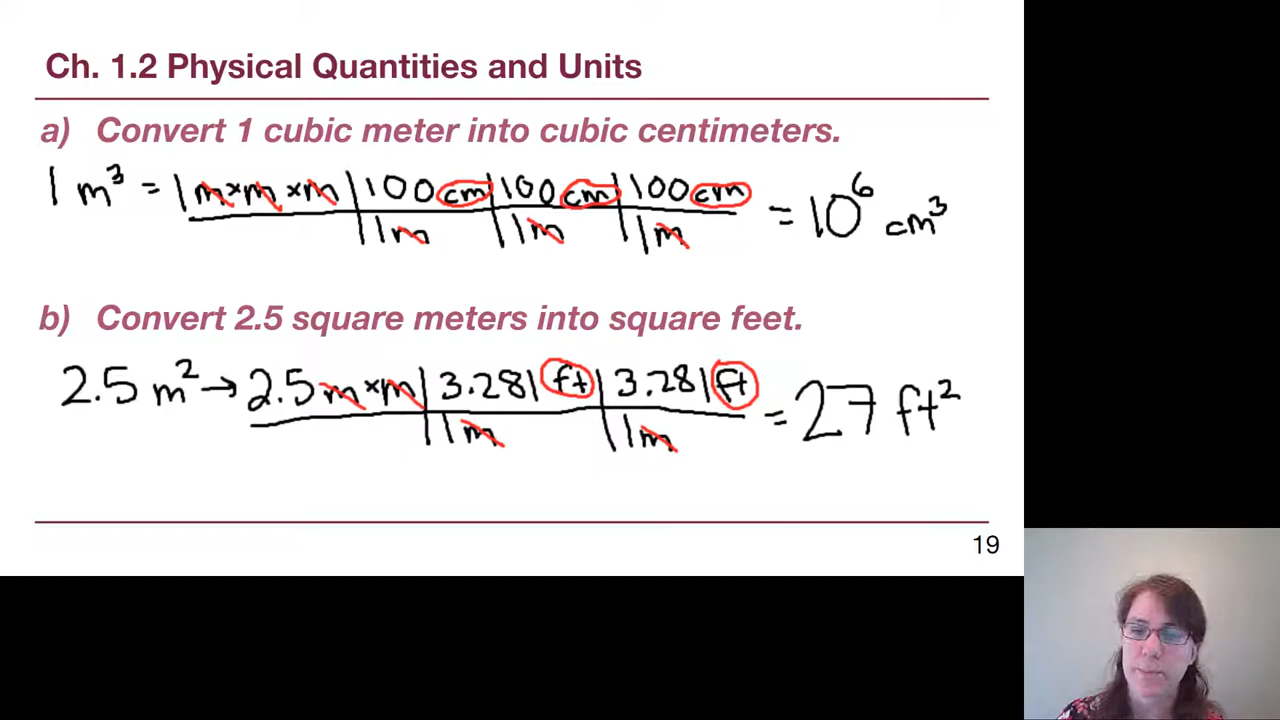 Ch. 1.2 Physical Quantities and Units
a) Convert 1 cubic meter into cubic centimeters.
1 m³ = 1 m × m × m | 100 cm | 100 cm | 100 cm = 10⁶ cm³
| 1 m | 1 m | 1 m
b) Convert 2.5 square meters into square feet.
2.5 m² → 2.5 m × m | 3.281 ft | 3.281 ft = 27 ft²
| 1 m | 1 m
19